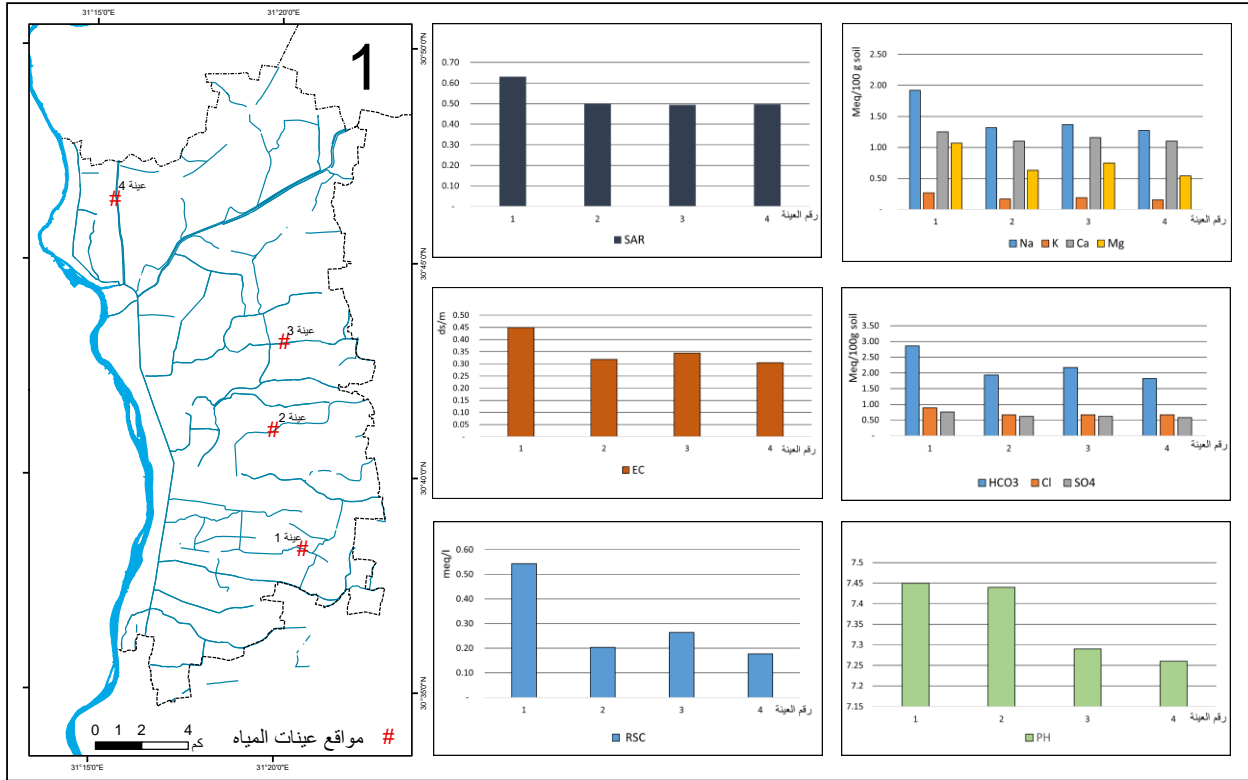 31°15'0"E
31°20'0"E
1
30°50'0"N
30°45'0"N
30°40'0"N
30°35'0"N
عينة 4
عينة 3
عينة 2
عينة 1
0 1 2 4
كم
# مواقع عينات المياه
31°15'0"E
31°20'0"E
0.70
0.60
0.50
0.40
0.30
0.20
0.10
-
1 2 3 4 رقم العينة
SAR
Meq/100 g soil
2.50
2.00
1.50
1.00
0.50
-
1 2 3 4 رقم العينة
Na K Ca Mg
ds/m
0.50
0.45
0.40
0.35
0.30
0.25
0.20
0.15
0.10
0.05
-
1 2 3 4 رقم العينة
EC
Meq/100g soil
3.50
3.00
2.50
2.00
1.50
1.00
0.50
-
1 2 3 4 رقم العينة
HCO3 Cl SO4
meq/l
0.60
0.50
0.40
0.30
0.20
0.10
-
1 2 3 4 رقم العينة
RSC
7.5
7.45
7.4
7.35
7.3
7.25
7.2
7.15
1 2 3 4 رقم العينة
PH